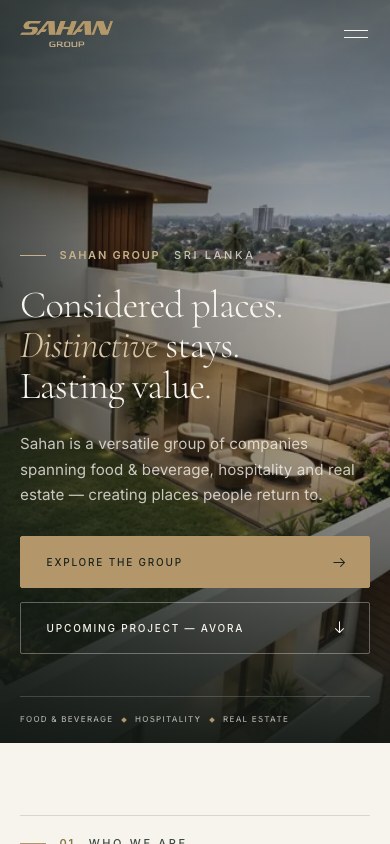 SAHAN
GROUP
SAHAN GROUP SRI LANKA
Considered places.
Distinctive stays.
Lasting value.
Sahan is a versatile group of companies
spanning food & beverage, hospitality and real
estate — creating places people return to.
EXPLORE THE GROUP →
UPCOMING PROJECT — AVORA ↓
FOOD & BEVERAGE ◆ HOSPITALITY ◆ REAL ESTATE
01 WHO WE ARE